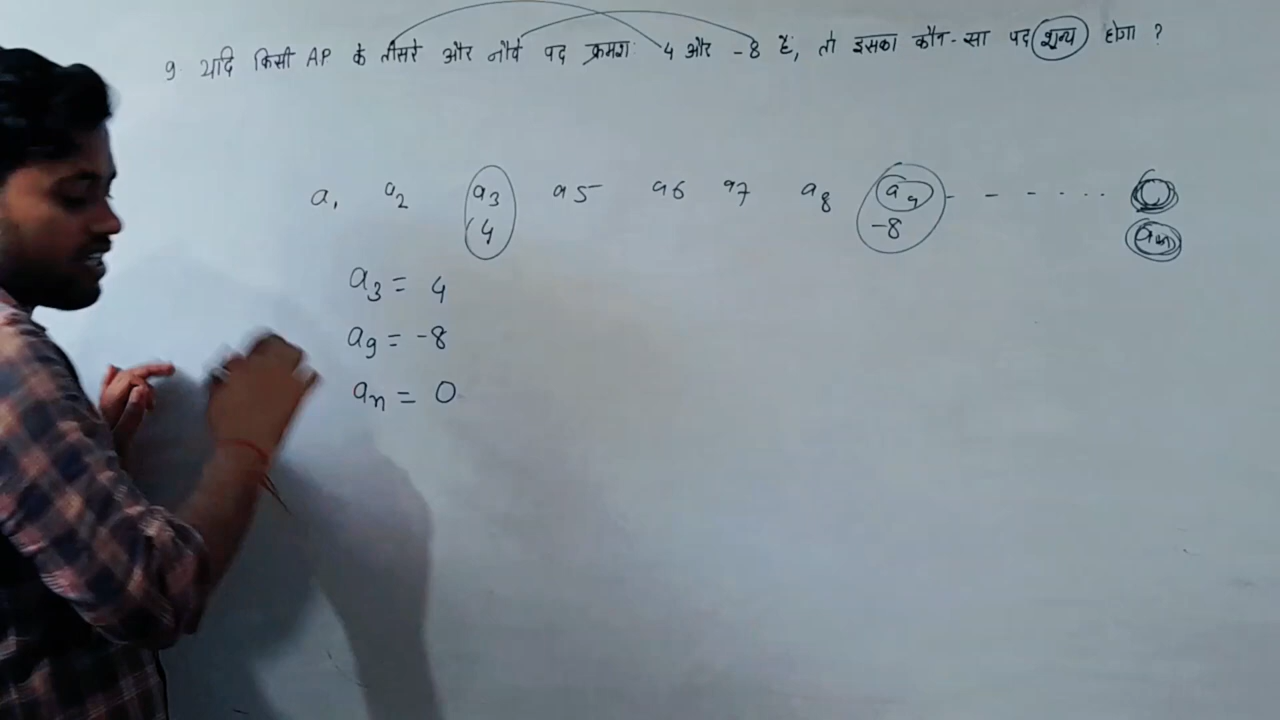 9 यदि किसी AP के तीसरे और नौवे पद क्रमशः 4 और -8 है, तो इसका कौन-सा पद शून्य होगा ?
a₁ a₂ a₃ a5 a6 a7 a₈ a₉ - - - . . . .
4 -8 aₙ
a₃ = 4
a₉ = -8
aₙ = 0